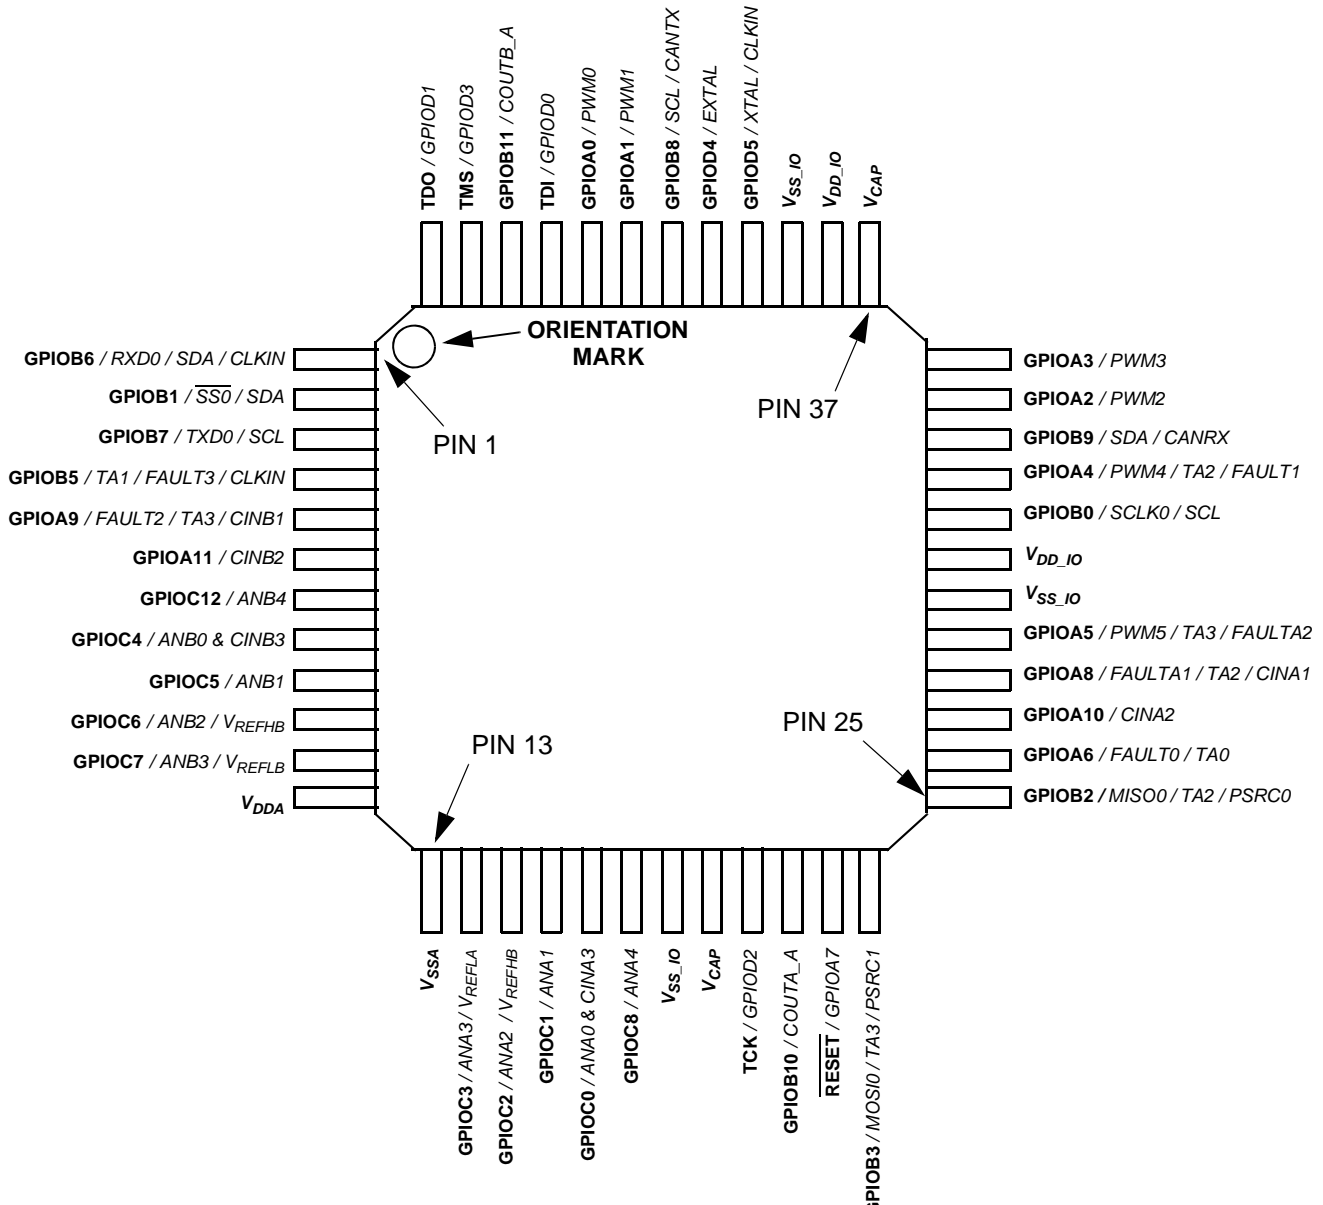 TDO / GPIOD1
TMS / GPIOD3
GPIOB11 / COUTB_A
TDI / GPIOD0
GPIOA0 / PWM0
GPIOA1 / PWM1
GPIOB8 / SCL / CANTX
GPIOD4 / EXTAL
GPIOD5 / XTAL / CLKIN
VSS_IO
VDD_IO
VCAP
ORIENTATION
MARK
PIN 37
PIN 1
GPIOB6 / RXD0 / SDA / CLKIN
GPIOB1 / S̅S̅0̅ / SDA
GPIOB7 / TXD0 / SCL
GPIOB5 / TA1 / FAULT3 / CLKIN
GPIOA9 / FAULT2 / TA3 / CINB1
GPIOA11 / CINB2
GPIOC12 / ANB4
GPIOC4 / ANB0 & CINB3
GPIOC5 / ANB1
GPIOC6 / ANB2 / VREFHB
GPIOC7 / ANB3 / VREFLB
VDDA
GPIOA3 / PWM3
GPIOA2 / PWM2
GPIOB9 / SDA / CANRX
GPIOA4 / PWM4 / TA2 / FAULT1
GPIOB0 / SCLK0 / SCL
VDD_IO
VSS_IO
GPIOA5 / PWM5 / TA3 / FAULTA2
GPIOA8 / FAULTA1 / TA2 / CINA1
GPIOA10 / CINA2
GPIOA6 / FAULT0 / TA0
GPIOB2 / MISO0 / TA2 / PSRC0
PIN 13
PIN 25
VSSA
GPIOC3 / ANA3 / VREFLA
GPIOC2 / ANA2 / VREFHB
GPIOC1 / ANA1
GPIOC0 / ANA0 & CINA3
GPIOC8 / ANA4
VSS_IO
VCAP
TCK / GPIOD2
GPIOB10 / COUTA_A
R̅E̅S̅E̅T̅ / GPIOA7
GPIOB3 / MOSI0 / TA3 / PSRC1